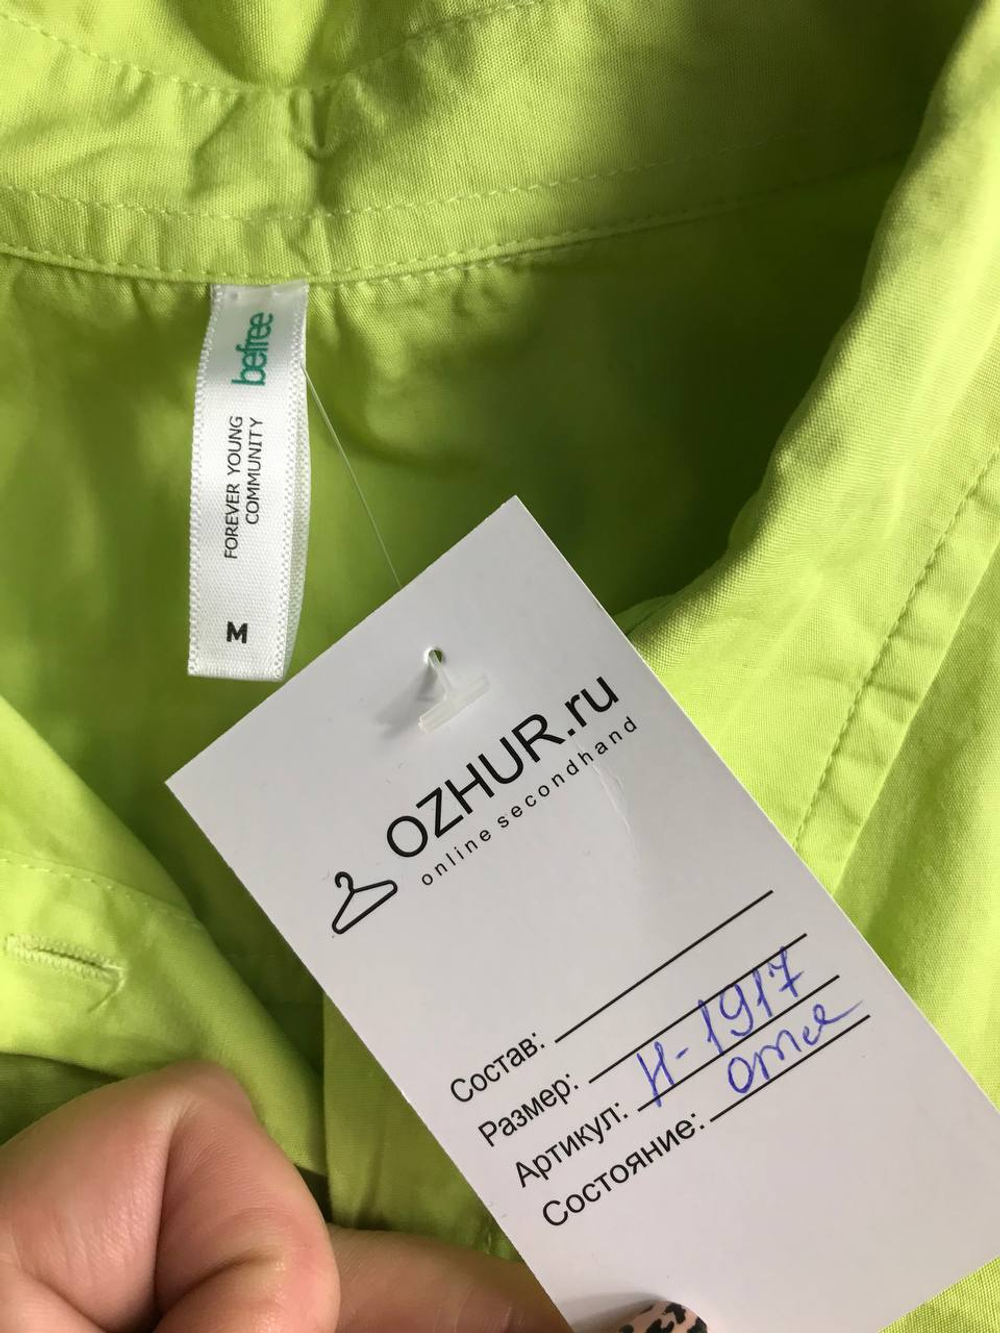 befree
FOREVER YOUNG
COMMUNITY
M
OZHUR.ru
online secondhand
Состав:
Размер:
Артикул: Н-1917
Состояние: отл